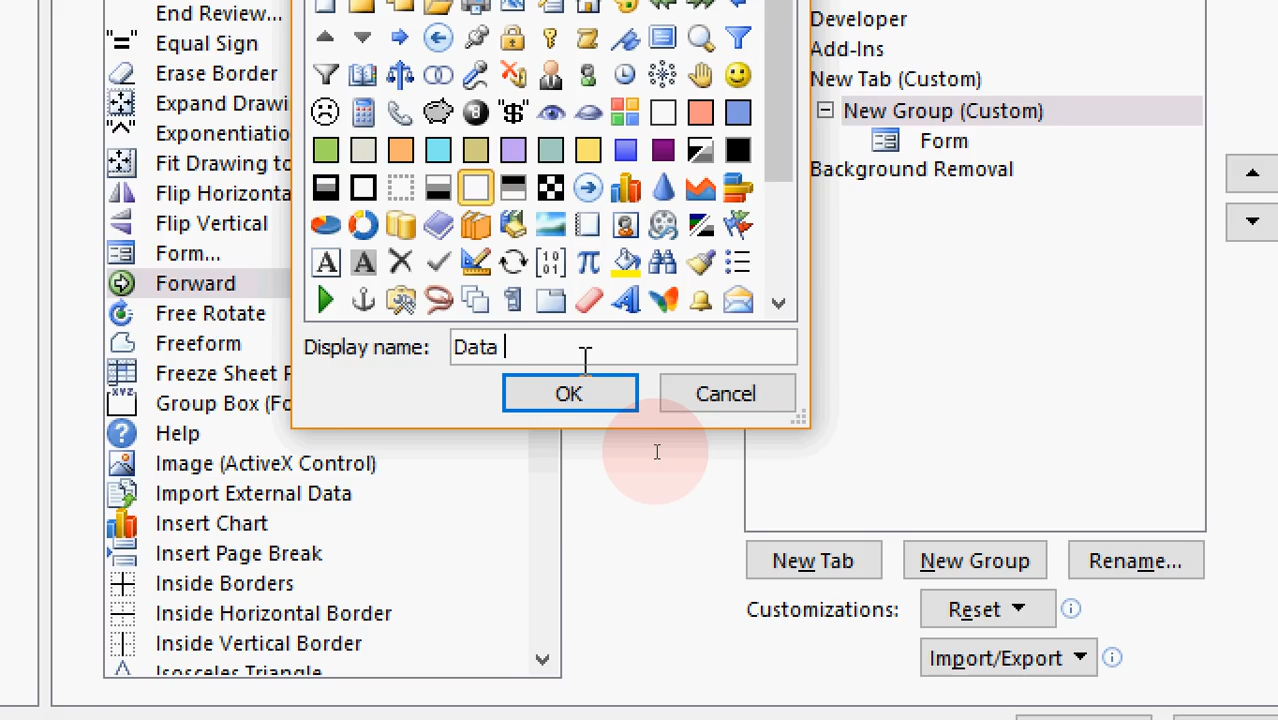 End Review...
Equal Sign
Erase Border
Expand Drawi
Exponentiatio
Fit Drawing to
Flip Horizonta
Flip Vertical
Form...
Forward
Free Rotate
Freeform
Freeze Sheet P
Group Box (Fo
Help
Image (ActiveX Control)
Import External Data
Insert Chart
Insert Page Break
Inside Borders
Inside Horizontal Border
Inside Vertical Border
Isosceles Triangle
Display name: Data
OK
Cancel
Developer
Add-Ins
New Tab (Custom)
New Group (Custom)
Form
Background Removal
New Tab
New Group
Rename...
Customizations:
Reset
Import/Export